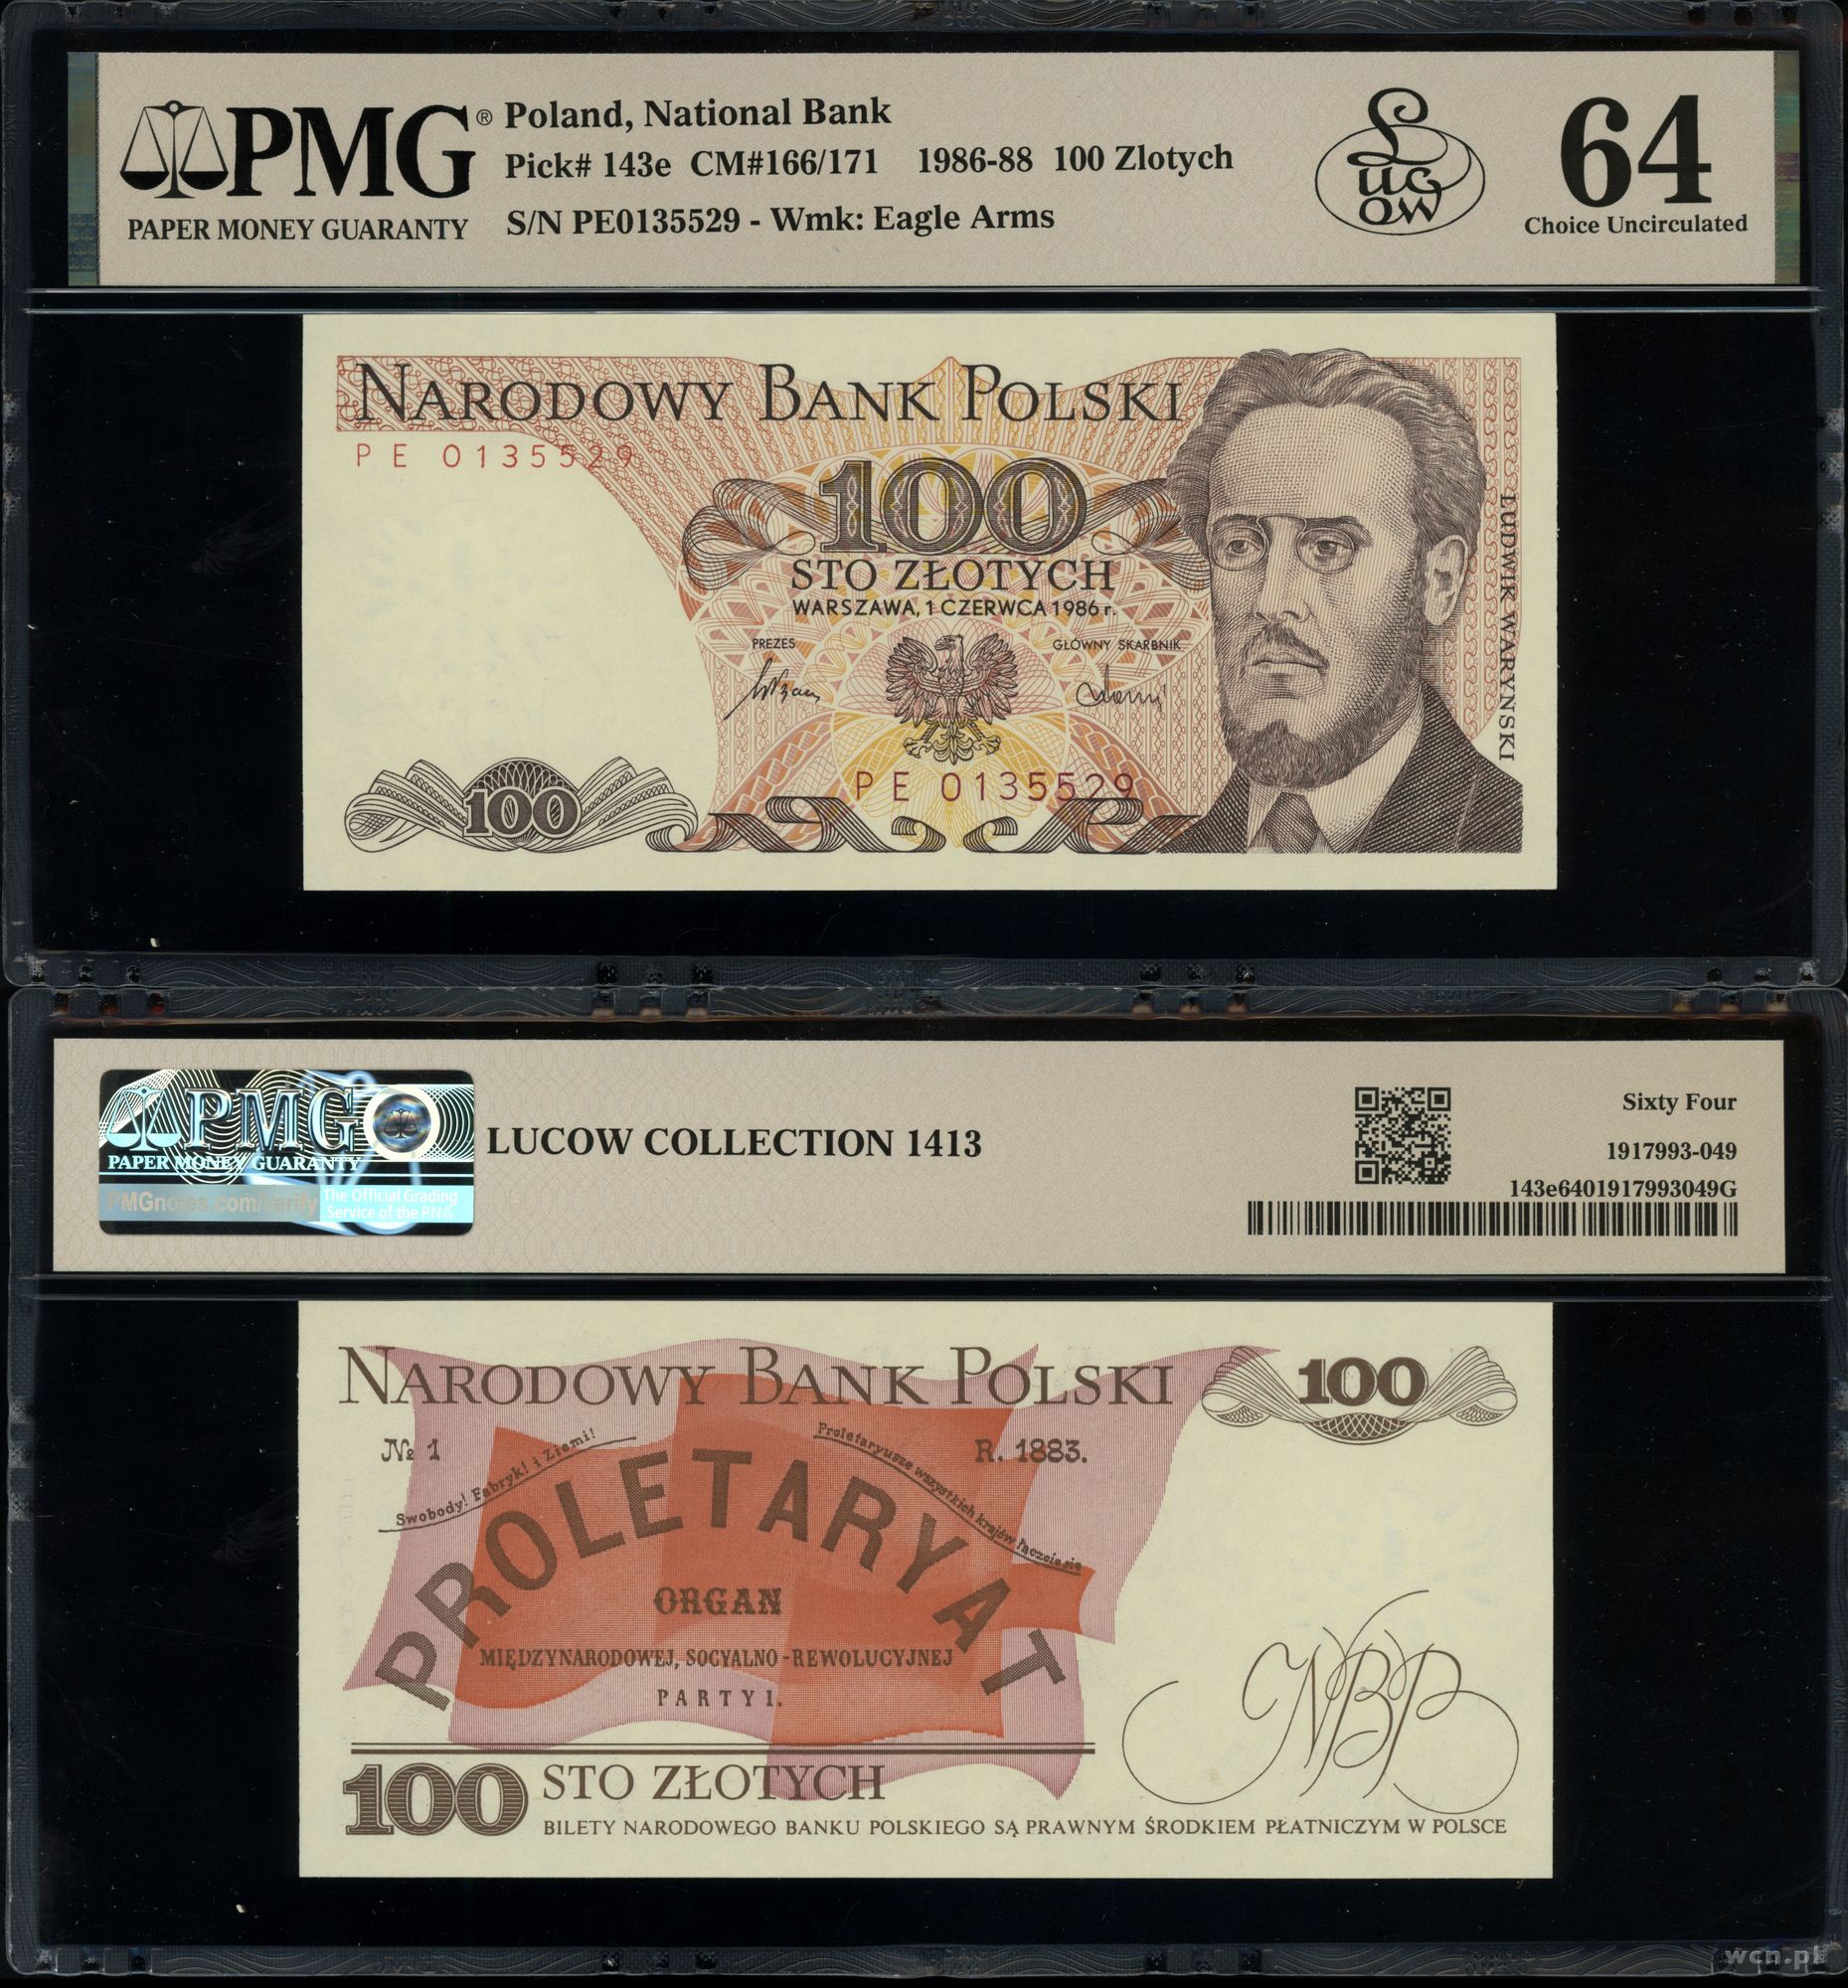 PMG®
PAPER MONEY GUARANTY
Poland, National Bank
Pick# 143e CM#166/171 1986-88 100 Zlotych
S/N PE0135529 - Wmk: Eagle Arms
Lucow
64
Choice Uncirculated
NARODOWY BANK POLSKI
PE 0135529
100
STO ZŁOTYCH
WARSZAWA, 1 CZERWCA 1986 r.
PREZES
GŁÓWNY SKARBNIK
PE 0135529
100
LUDWIK WARYŃSKI
PMG
PAPER MONEY GUARANTY
PMGnotes.com/verify
The Official Grading
Service of the PNG
LUCOW COLLECTION 1413
Sixty Four
1917993-049
143e6401917993049G
NARODOWY BANK POLSKI
100
№ 1
R. 1883.
Swobody! Fabryk! i Ziemi!
Proletaryusze wszystkich krajów łączcie się
PROLETARYAT
ORGAN
MIĘDZYNARODOWEJ, SOCYALNO-REWOLUCYJNEJ
PARTYI.
NBP
100 STO ZŁOTYCH
BILETY NARODOWEGO BANKU POLSKIEGO SĄ PRAWNYM ŚRODKIEM PŁATNICZYM W POLSCE
wcn.pl